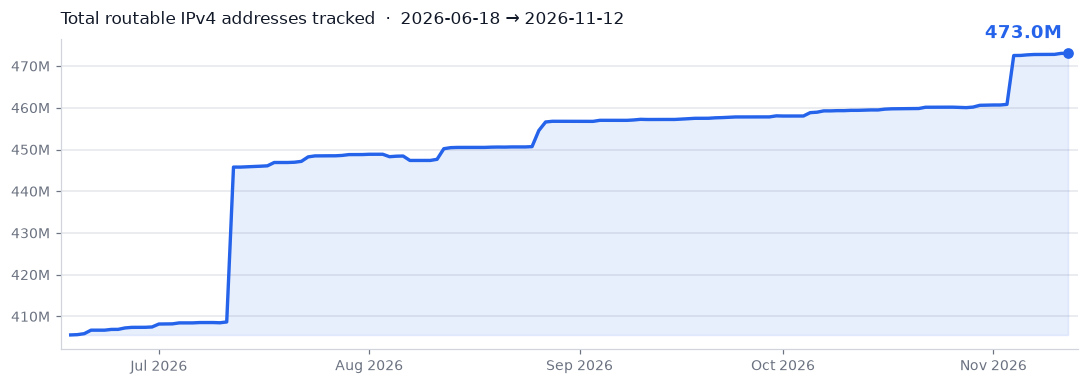 Total routable IPv4 addresses tracked  ·  2026-06-18 → 2026-11-12
473.0M
470M
460M
450M
440M
430M
420M
410M
Jul 2026
Aug 2026
Sep 2026
Oct 2026
Nov 2026